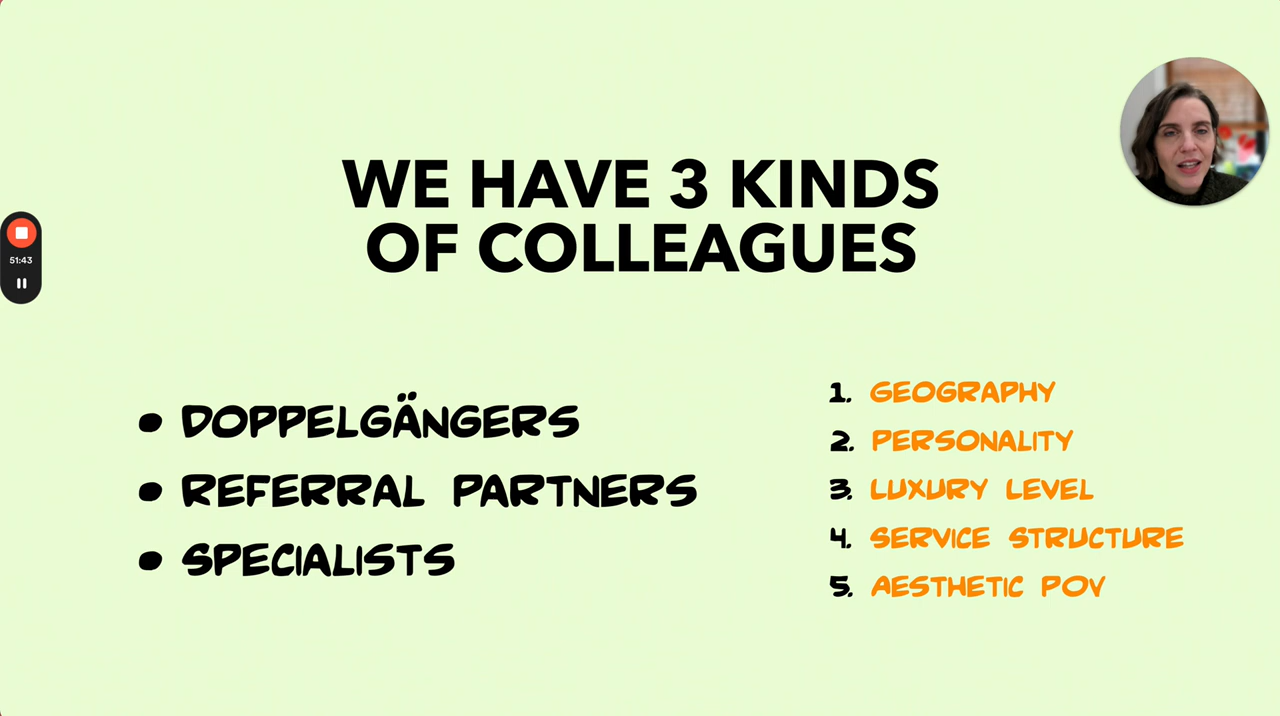 WE HAVE 3 KINDS
OF COLLEAGUES
• DOPPELGÄNGERS
• REFERRAL PARTNERS
• SPECIALISTS
1. GEOGRAPHY
2. PERSONALITY
3. LUXURY LEVEL
4. SERVICE STRUCTURE
5. AESTHETIC POV
51:43